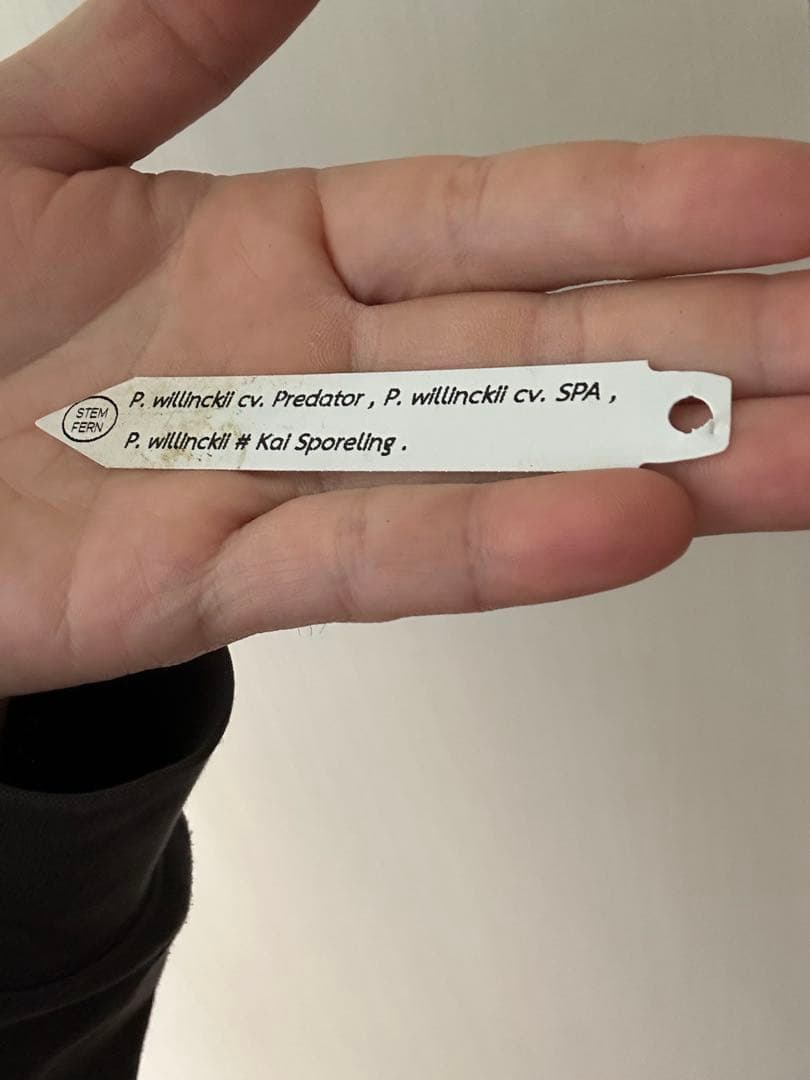 STEM
FERN
P. willinckii cv. Predator , P. willinckii cv. SPA ,
P. willinckii # Kai Sporeling .